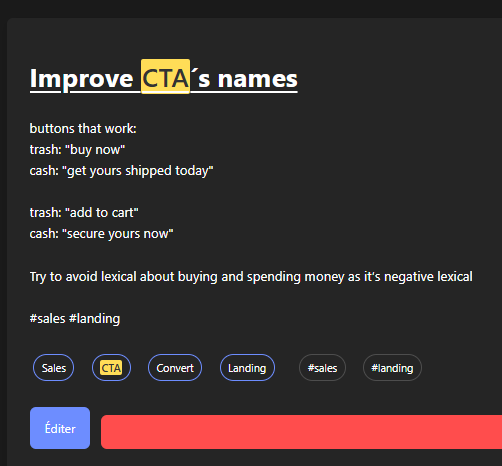 Improve CTA´s names
buttons that work:
trash: "buy now"
cash: "get yours shipped today"
trash: "add to cart"
cash: "secure yours now"
Try to avoid lexical about buying and spending money as it's negative lexical
#sales #landing
Sales CTA Convert Landing #sales #landing
Éditer